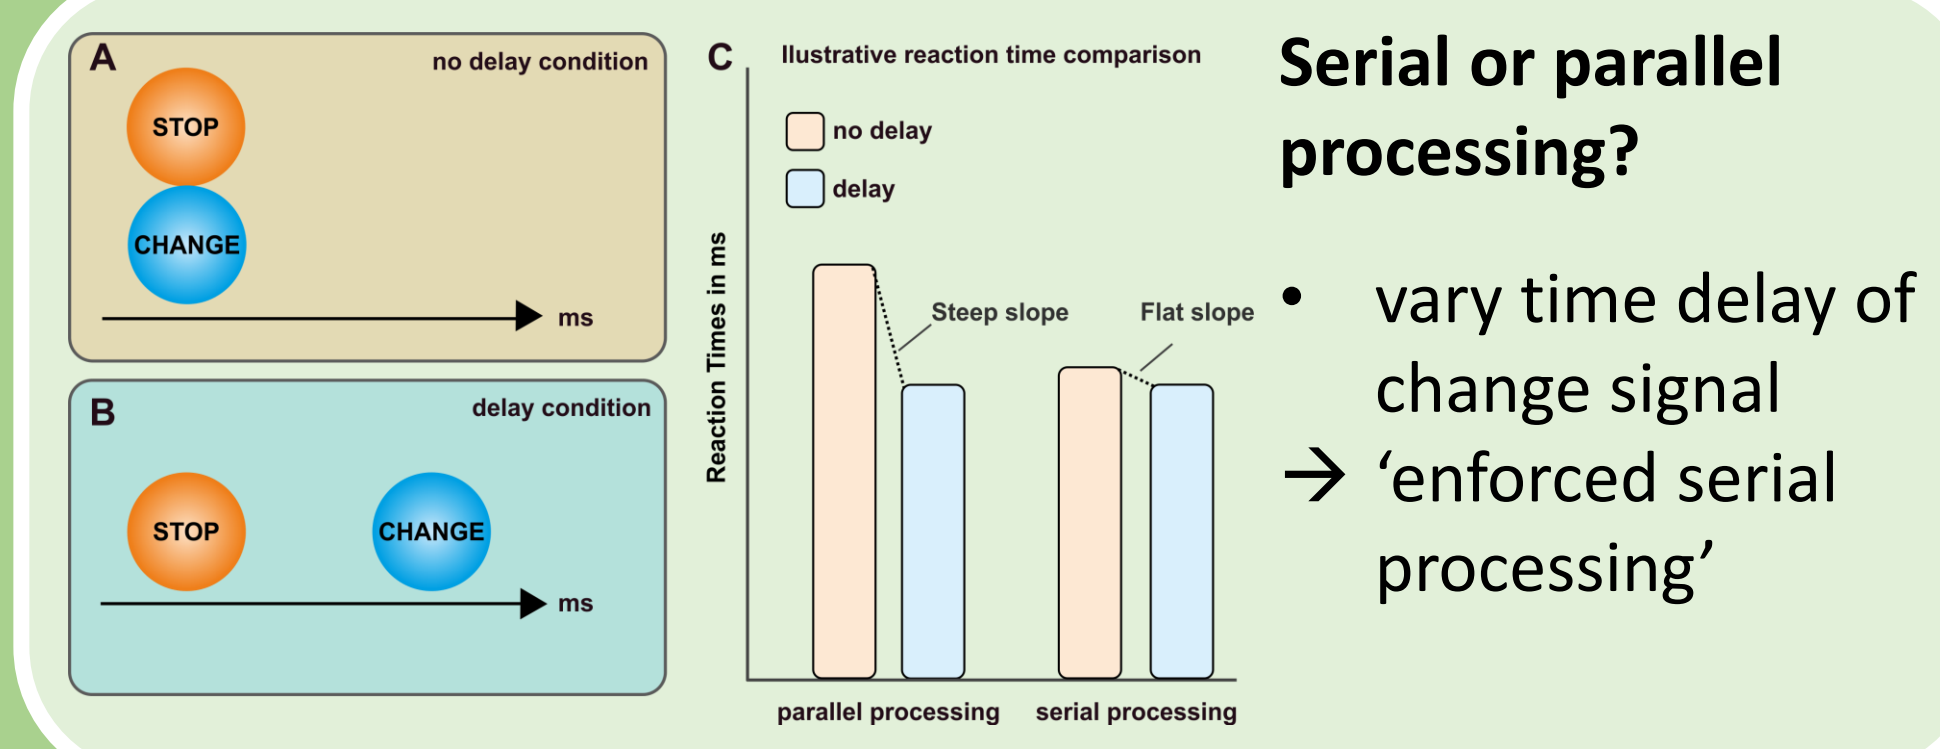 A
no delay condition
STOP
CHANGE
ms
B
delay condition
STOP
CHANGE
ms
C
Ilustrative reaction time comparison
no delay
delay
Reaction Times in ms
Steep slope
Flat slope
parallel processing
serial processing
Serial or parallel
processing?
• vary time delay of
change signal
→ ‘enforced serial
processing’